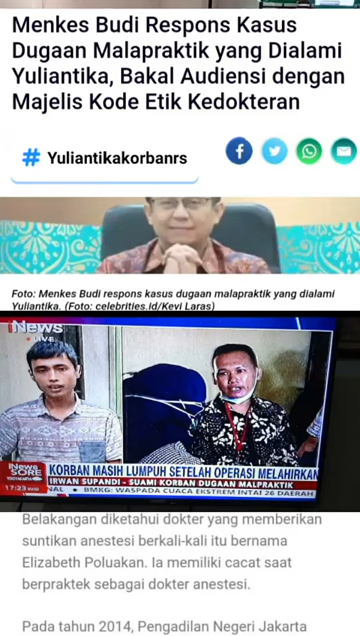 Menkes Budi Respons Kasus
Dugaan Malapraktik yang Dialami
Yuliantika, Bakal Audiensi dengan
Majelis Kode Etik Kedokteran
# Yuliantikakorbanrs
Foto: Menkes Budi respons kasus dugaan malapraktik yang dialami
Yuliantika. (Foto: celebrities.id/Kevi Laras)
iNews
LIVE
iNews
SORE
17:23 WIB
KORBAN MASIH LUMPUH SETELAH OPERASI MELAHIRKAN
IRWAN SUPANDI - SUAMI KORBAN DUGAAN MALPRAKTIK
NAL • BMKG: WASPADA CUACA EKSTREM INTAI 26 DAERAH
Belakangan diketahui dokter yang memberikan
suntikan anestesi berkali-kali itu bernama
Elizabeth Poluakan. Ia memiliki cacat saat
berpraktek sebagai dokter anestesi.
Pada tahun 2014, Pengadilan Negeri Jakarta